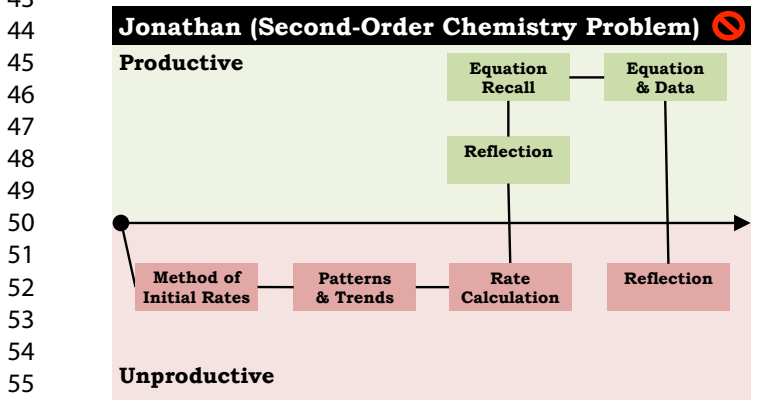 43
44
Jonathan (Second-Order Chemistry Problem)
45
Productive
Equation
Recall
Equation
& Data
46
47
48
Reflection
49
50
51
52
Method of
Initial Rates
Patterns
& Trends
Rate
Calculation
Reflection
53
54
55
Unproductive